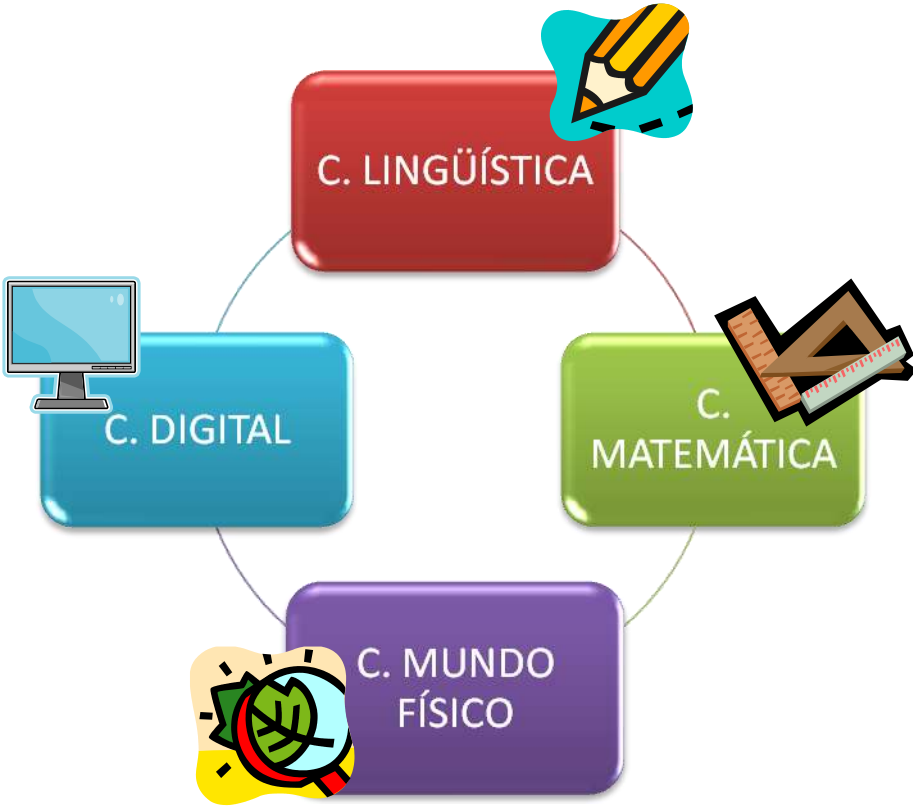 C. LINGÜÍSTICA
C.
MATEMÁTICA
C. DIGITAL
C. MUNDO
FÍSICO